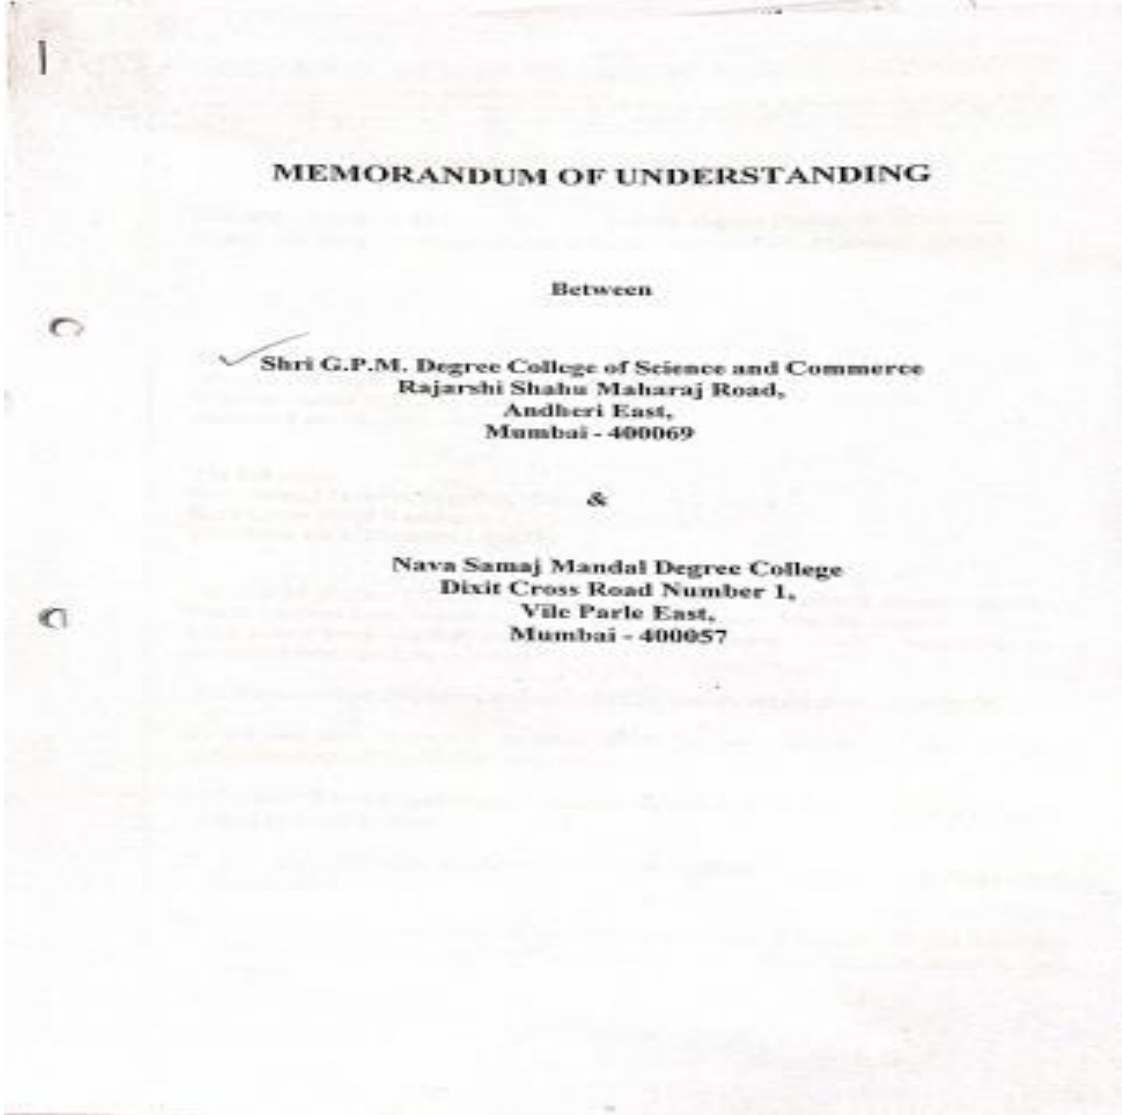 MEMORANDUM OF UNDERSTANDING
Between
Shri G.P.M. Degree College of Science and Commerce
Rajarshi Shahu Maharaj Road,
Andheri East,
Mumbai - 400069
&
Nava Samaj Mandal Degree College
Dixit Cross Road Number 1,
Vile Parle East,
Mumbai - 400057